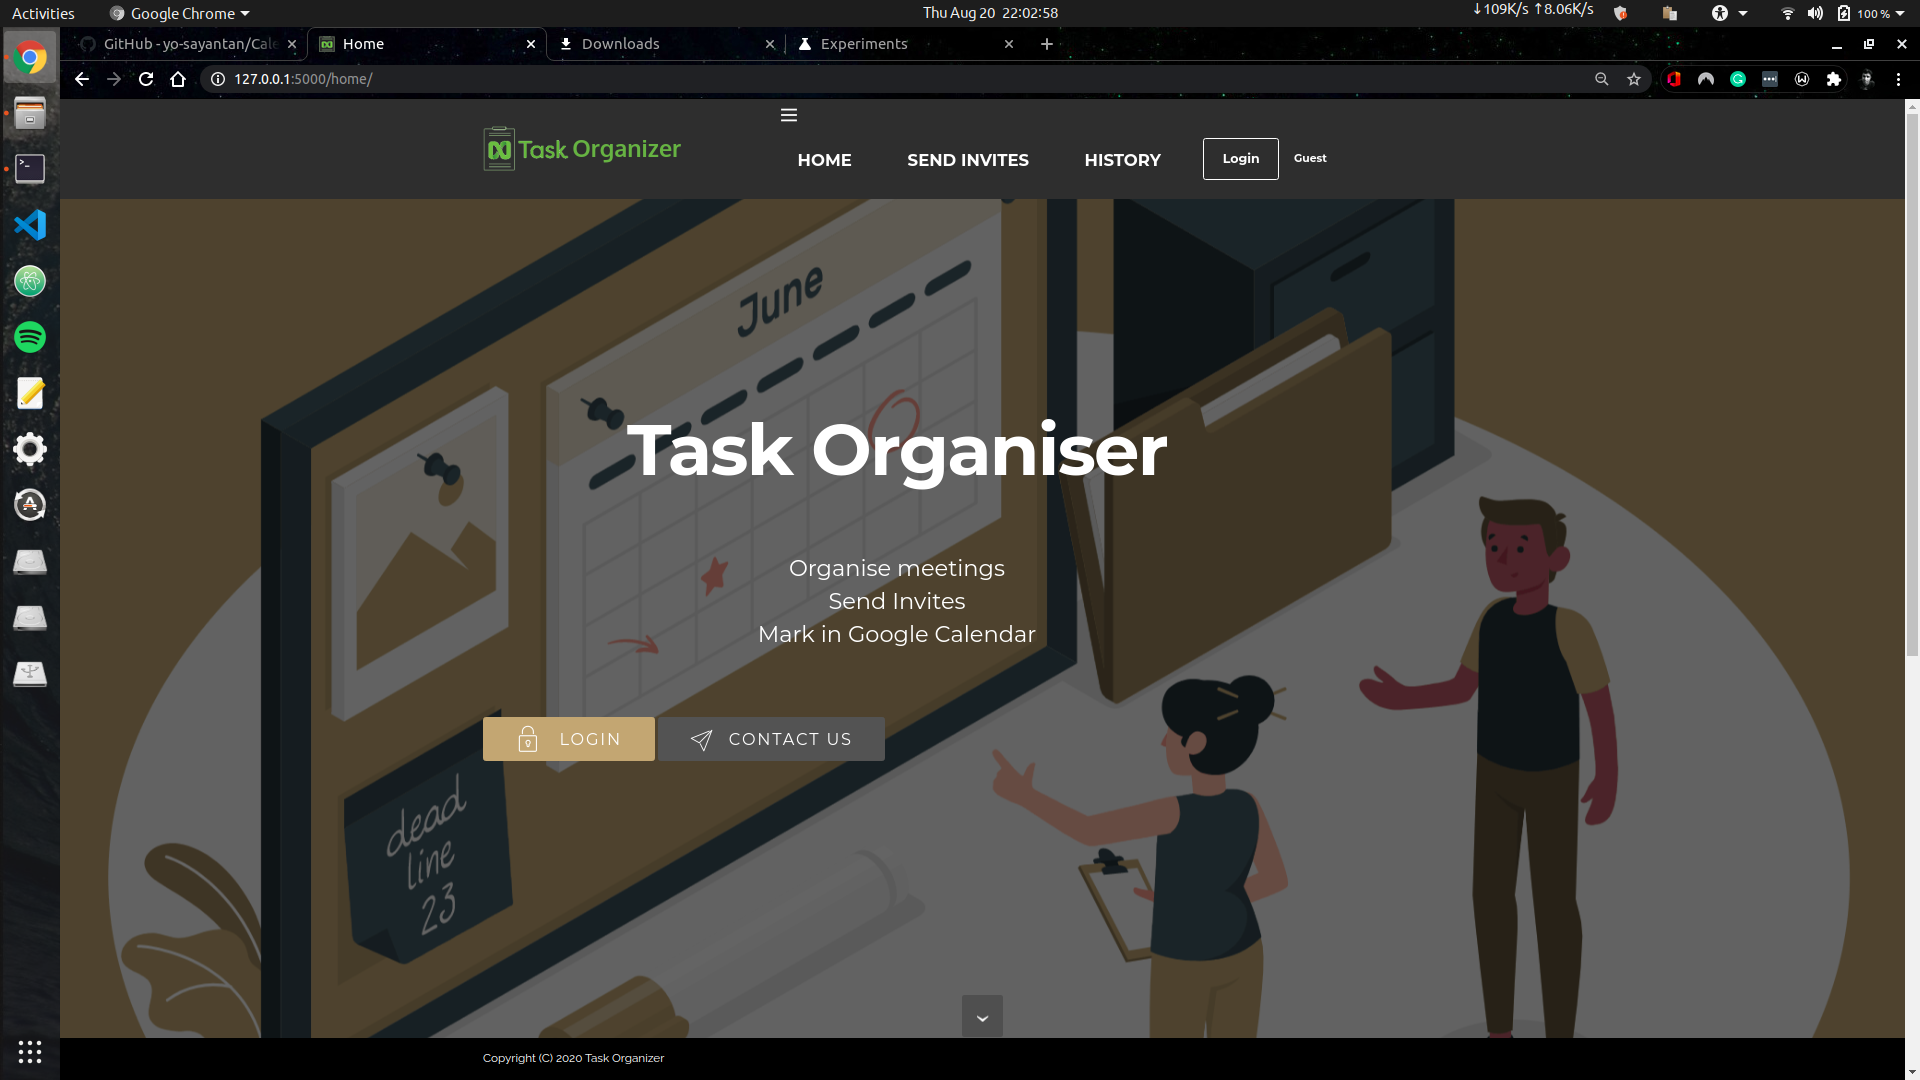 Activities Google Chrome Thu Aug 20 22:02:58 ↓109K/s ↑8.06K/s 100 %
GitHub - yo-sayantan/Cale Home Downloads Experiments
127.0.0.1:5000/home/
Task Organizer
HOME SEND INVITES HISTORY Login Guest
June
Task Organiser
Organise meetings
Send Invites
Mark in Google Calendar
LOGIN CONTACT US
dead
line
23
Copyright (C) 2020 Task Organizer